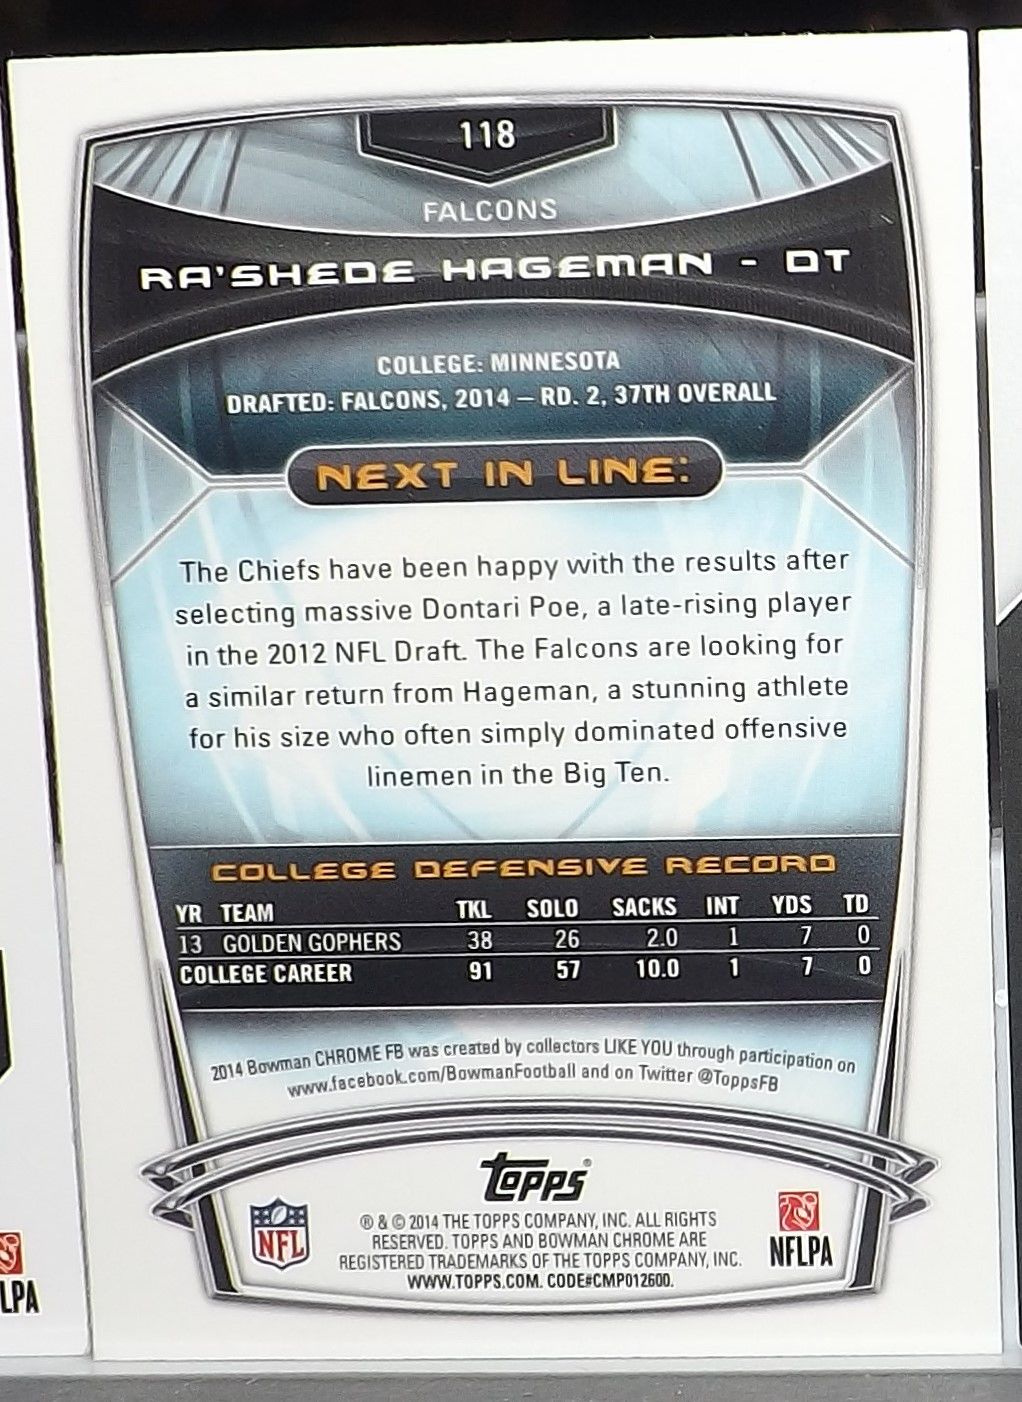 118
FALCONS
RA'SHEDE HAGEMAN - DT
COLLEGE: MINNESOTA
DRAFTED: FALCONS, 2014 – RD. 2, 37TH OVERALL
NEXT IN LINE:
The Chiefs have been happy with the results after
selecting massive Dontari Poe, a late-rising player
in the 2012 NFL Draft. The Falcons are looking for
a similar return from Hageman, a stunning athlete
for his size who often simply dominated offensive
linemen in the Big Ten.
COLLEGE DEFENSIVE RECORD
YR TEAM TKL SOLO SACKS INT YDS TD
13 GOLDEN GOPHERS 38 26 2.0 1 7 0
COLLEGE CAREER 91 57 10.0 1 7 0
2014 Bowman CHROME FB was created by collectors LIKE YOU through participation on
www.facebook.com/BowmanFootball and on Twitter @ToppsFB
TOPPS®
® & © 2014 THE TOPPS COMPANY, INC. ALL RIGHTS
RESERVED. TOPPS AND BOWMAN CHROME ARE
REGISTERED TRADEMARKS OF THE TOPPS COMPANY, INC.
WWW.TOPPS.COM. CODE#CMP012600.
NFL
NFLPA
LPA